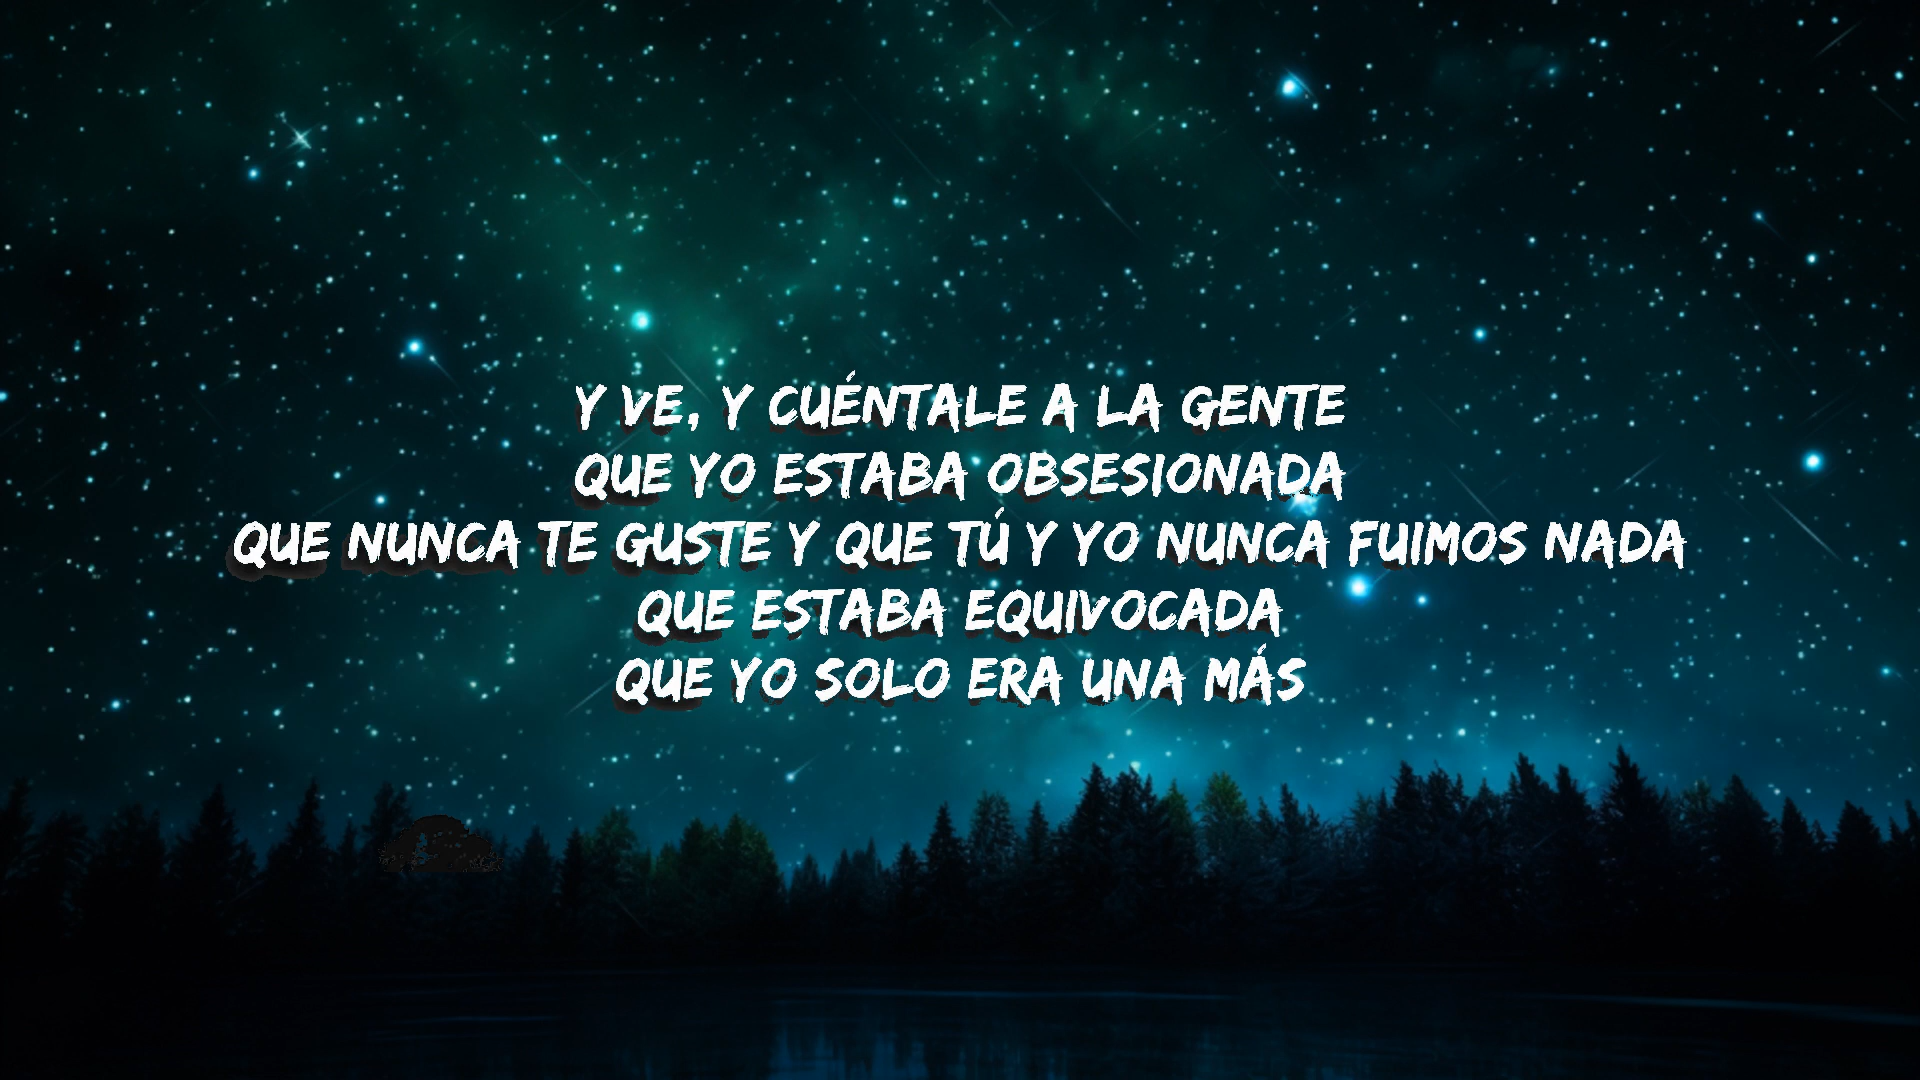 Y VE, Y CUÉNTALE A LA GENTE
QUE YO ESTABA OBSESIONADA
QUE NUNCA TE GUSTE Y QUE TÚ Y YO NUNCA FUIMOS NADA
QUE ESTABA EQUIVOCADA
QUE YO SOLO ERA UNA MÁS